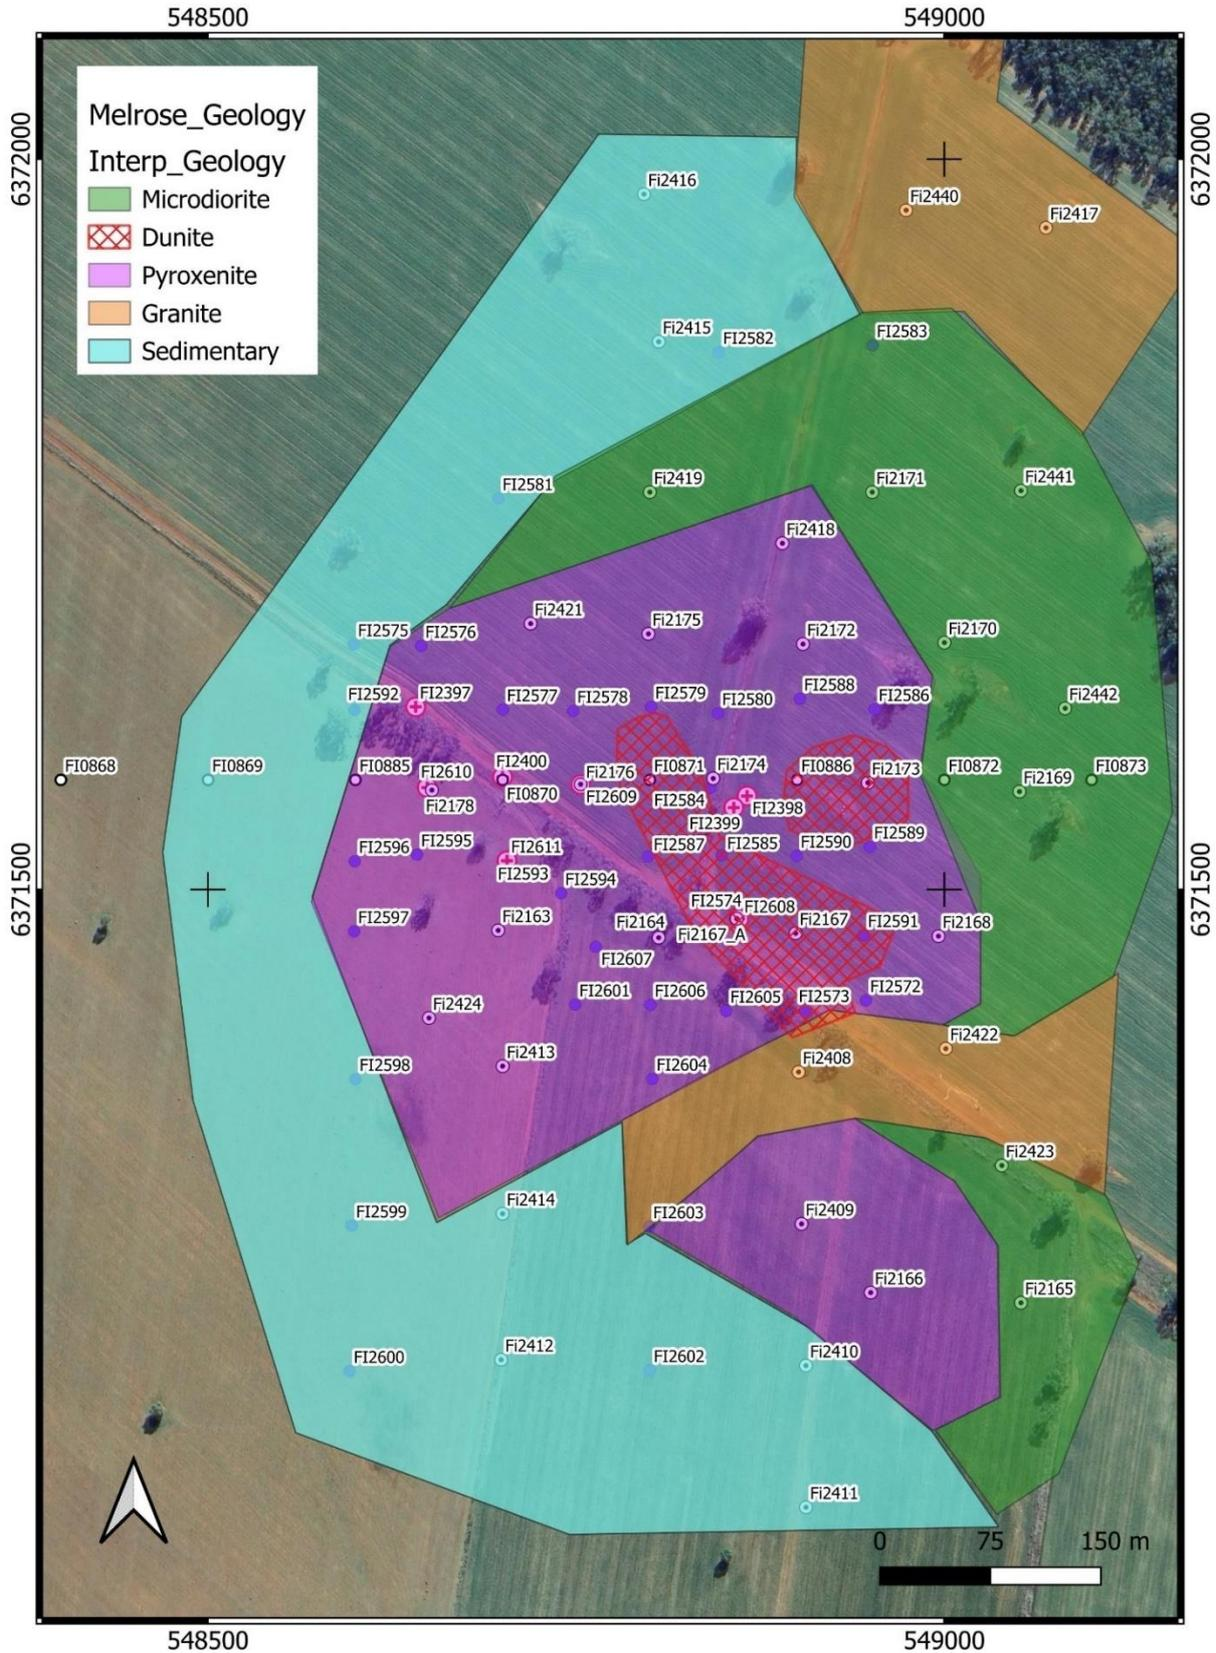 548500 549000
Melrose_Geology
Interp_Geology
Microdiorite
Dunite
Pyroxenite
Granite
Sedimentary
6372000 6372000
Fi2416
Fi2440
Fi2417
Fi2415
FI2582
FI2583
FI2581
Fi2419
Fi2171
Fi2441
Fi2418
Fi2421
Fi2175
FI2575
FI2576
Fi2172
Fi2170
FI2592
FI2397
FI2577
FI2578
FI2579
FI2580
FI2588
FI2586
Fi2442
FI0868
FI0869
FI0885
FI2610
Fi2178
FI2400
FI0870
Fi2176
FI2609
FI0871
FI2584
Fi2174
FI2398
FI2399
FI0886
Fi2173
FI0872
Fi2169
FI0873
FI2596
FI2595
FI2611
FI2593
FI2587
FI2585
FI2590
FI2589
6371500 6371500
FI2594
FI2597
Fi2163
Fi2164
FI2607
FI2574
FI2608
Fi2167_A
Fi2167
FI2591
Fi2168
Fi2424
FI2601
FI2606
FI2605
FI2573
FI2572
Fi2413
FI2598
FI2604
Fi2408
Fi2422
Fi2423
FI2599
Fi2414
FI2603
Fi2409
Fi2166
Fi2165
FI2600
Fi2412
FI2602
Fi2410
Fi2411
0 75 150 m
548500 549000